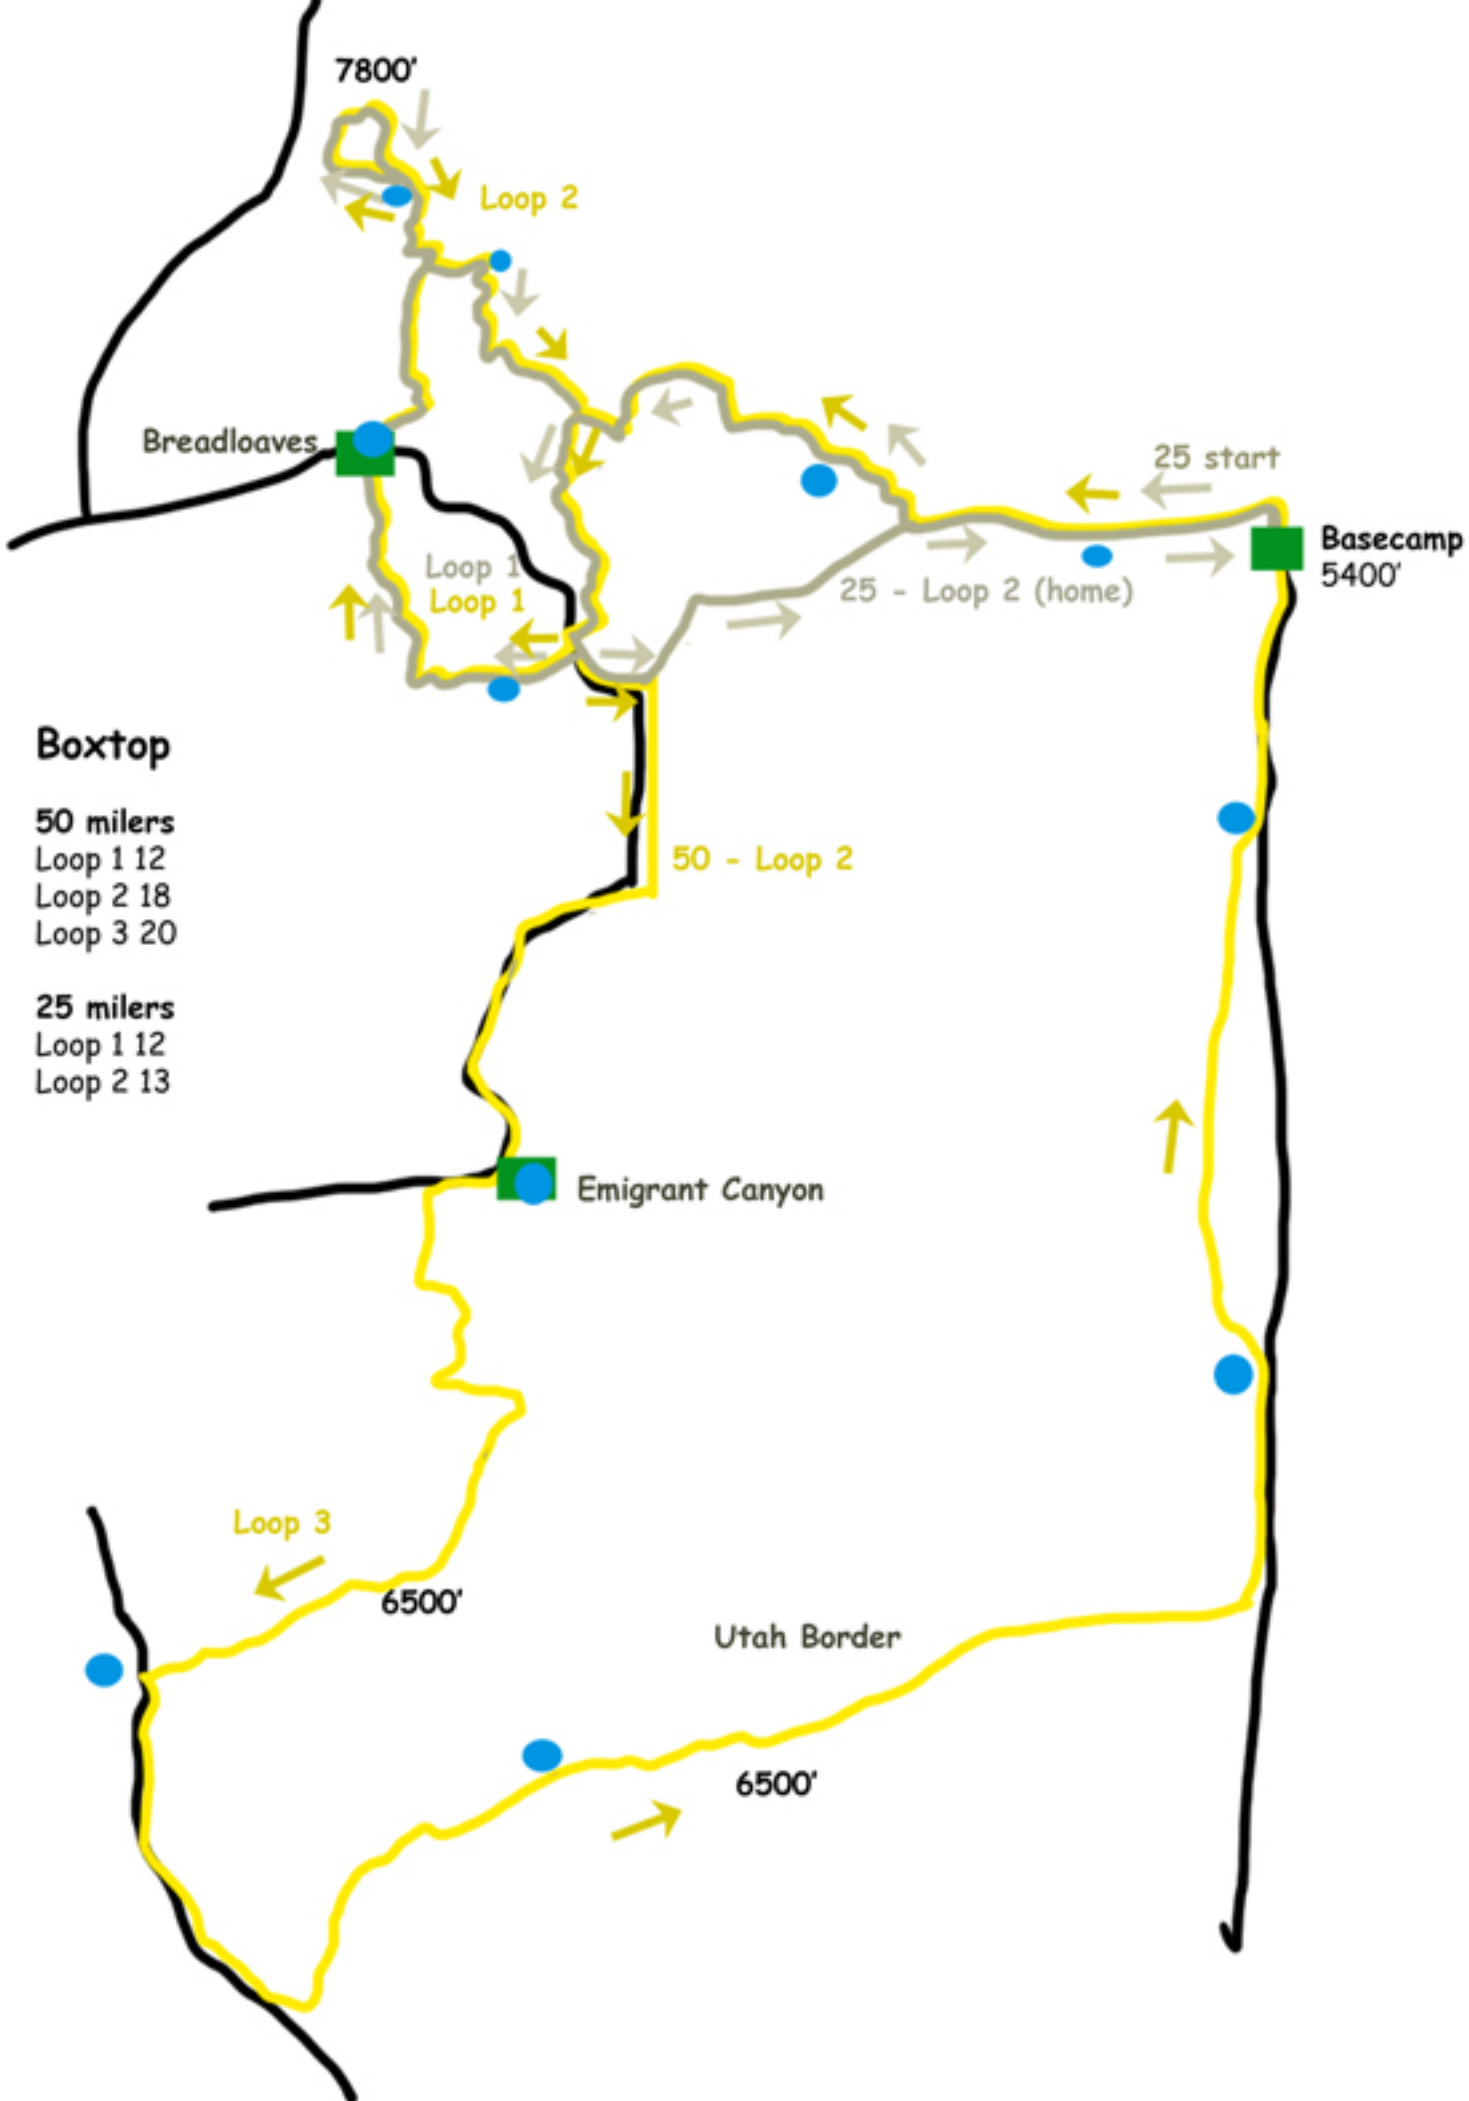 7800'
Loop 2
Breadloaves
25 start
Basecamp
5400'
Loop 1
Loop 1
25 - Loop 2 (home)
Boxtop
50 milers
Loop 1 12
Loop 2 18
Loop 3 20
25 milers
Loop 1 12
Loop 2 13
50 - Loop 2
Emigrant Canyon
Loop 3
6500'
Utah Border
6500'